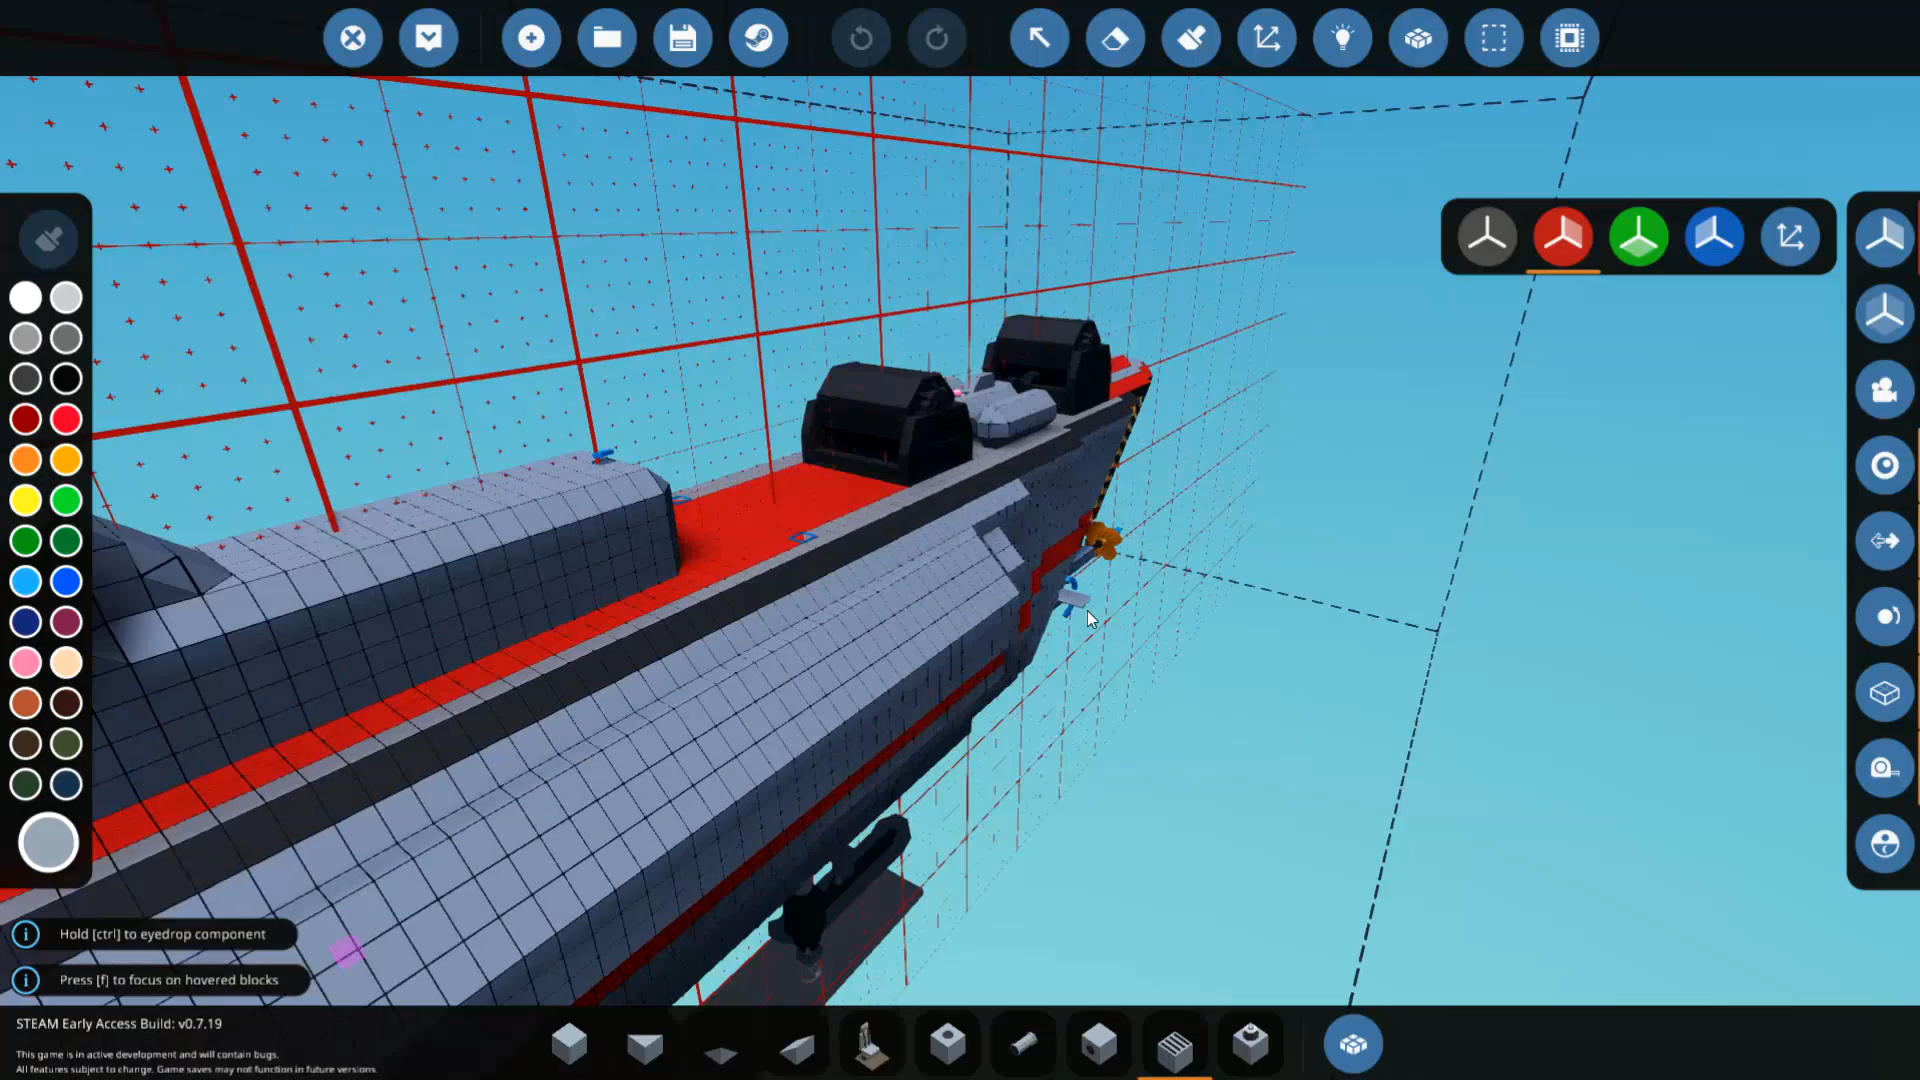 Hold [ctrl] to eyedrop component
Press [f] to focus on hovered blocks
STEAM Early Access Build: v0.7.19
This game is in active development and will contain bugs.
All features subject to change. Game saves may not function in future versions.